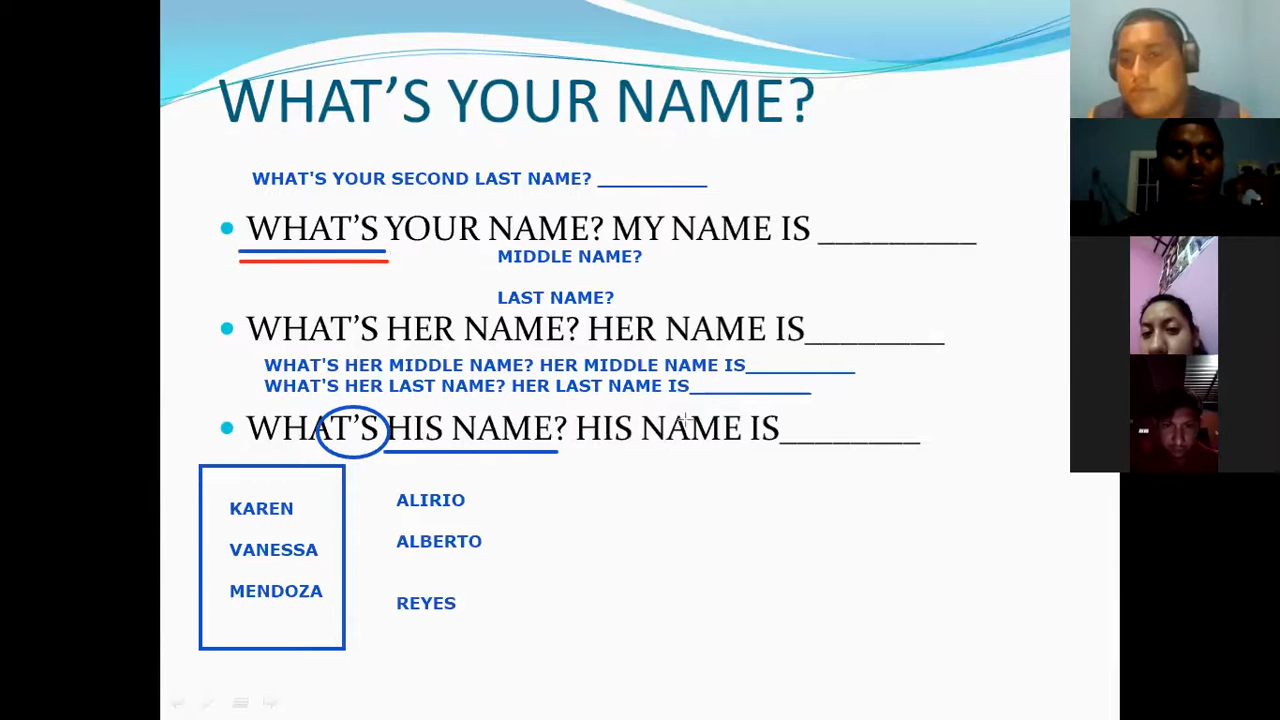 WHAT'S YOUR NAME?
WHAT'S YOUR SECOND LAST NAME? __________
• WHAT'S YOUR NAME? MY NAME IS _________
MIDDLE NAME?
LAST NAME?
• WHAT'S HER NAME? HER NAME IS________
WHAT'S HER MIDDLE NAME? HER MIDDLE NAME IS__________
WHAT'S HER LAST NAME? HER LAST NAME IS___________
• WHAT'S HIS NAME? HIS NAME IS________
KAREN
VANESSA
MENDOZA
ALIRIO
ALBERTO
REYES